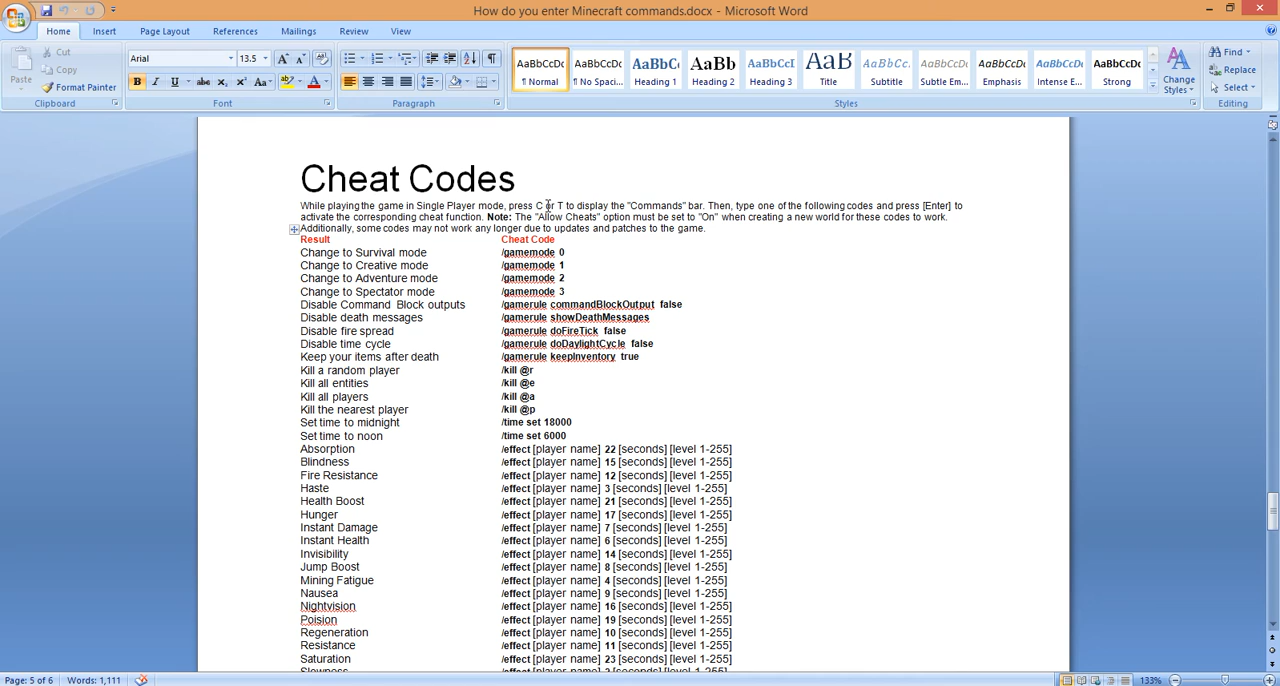 How do you enter Minecraft commands.docx - Microsoft Word
Home Insert Page Layout References Mailings Review View
Paste
Cut
Copy
Format Painter
Clipboard
Arial 13.5
Font
Paragraph
AaBbCcDc AaBbCcDc AaBbC AaBb AaBbCcI AaB AaBbCc. AaBbCcDc AaBbCcDc AaBbCcDc AaBbCcDc
¶ Normal ¶ No Spaci... Heading 1 Heading 2 Heading 3 Title Subtitle Subtle Em... Emphasis Intense E... Strong
Change Styles
Styles
Find
Replace
Select
Editing
Cheat Codes
While playing the game in Single Player mode, press C or T to display the "Commands" bar. Then, type one of the following codes and press [Enter] to
activate the corresponding cheat function. Note: The "Allow Cheats" option must be set to "On" when creating a new world for these codes to work.
Additionally, some codes may not work any longer due to updates and patches to the game.
Result Cheat Code
Change to Survival mode /gamemode 0
Change to Creative mode /gamemode 1
Change to Adventure mode /gamemode 2
Change to Spectator mode /gamemode 3
Disable Command Block outputs /gamerule commandBlockOutput false
Disable death messages /gamerule showDeathMessages
Disable fire spread /gamerule doFireTick false
Disable time cycle /gamerule doDaylightCycle false
Keep your items after death /gamerule keepInventory true
Kill a random player /kill @r
Kill all entities /kill @e
Kill all players /kill @a
Kill the nearest player /kill @p
Set time to midnight /time set 18000
Set time to noon /time set 6000
Absorption /effect [player name] 22 [seconds] [level 1-255]
Blindness /effect [player name] 15 [seconds] [level 1-255]
Fire Resistance /effect [player name] 12 [seconds] [level 1-255]
Haste /effect [player name] 3 [seconds] [level 1-255]
Health Boost /effect [player name] 21 [seconds] [level 1-255]
Hunger /effect [player name] 17 [seconds] [level 1-255]
Instant Damage /effect [player name] 7 [seconds] [level 1-255]
Instant Health /effect [player name] 6 [seconds] [level 1-255]
Invisibility /effect [player name] 14 [seconds] [level 1-255]
Jump Boost /effect [player name] 8 [seconds] [level 1-255]
Mining Fatigue /effect [player name] 4 [seconds] [level 1-255]
Nausea /effect [player name] 9 [seconds] [level 1-255]
Nightvision /effect [player name] 16 [seconds] [level 1-255]
Poision /effect [player name] 19 [seconds] [level 1-255]
Regeneration /effect [player name] 10 [seconds] [level 1-255]
Resistance /effect [player name] 11 [seconds] [level 1-255]
Saturation /effect [player name] 23 [seconds] [level 1-255]
Page: 5 of 6 Words: 1,111 133%